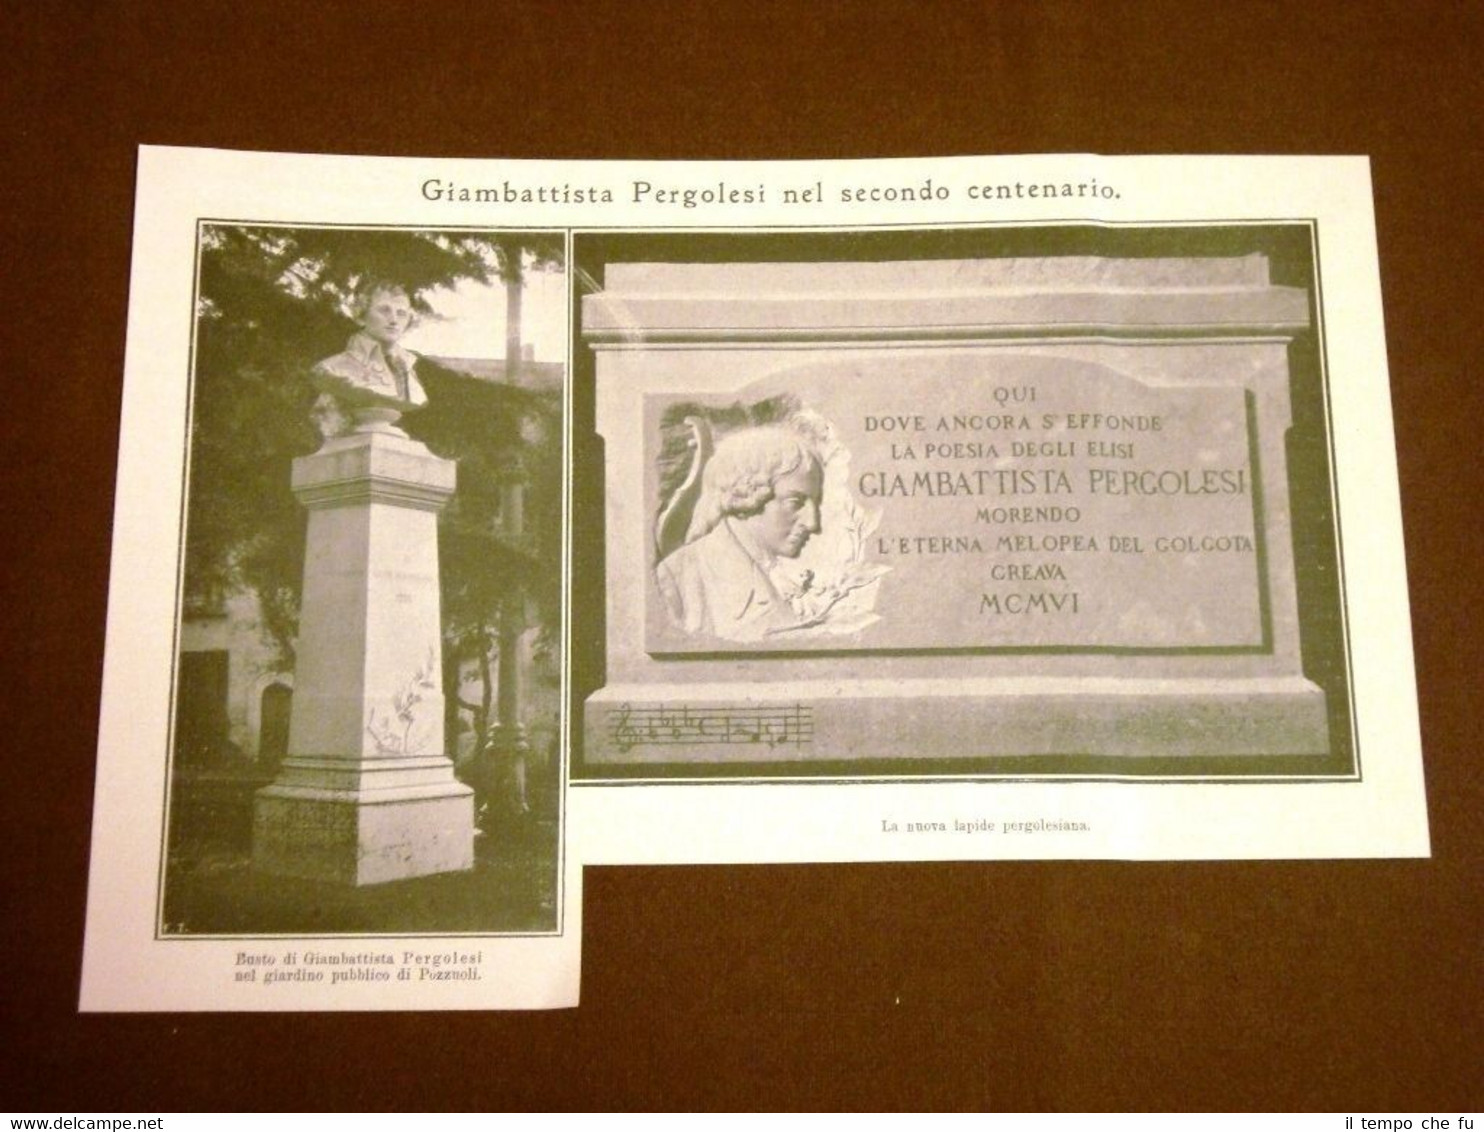 Giambattista Pergolesi nel secondo centenario.
QUI
DOVE ANCORA S'EFFONDE
LA POESIA DEGLI ELISI
GIAMBATTISTA PERGOLESI
MORENDO
L'ETERNA MELOPEA DEL GOLGOTA
CREAVA
MCMVI
La nuova lapide pergolesiana.
Busto di Giambattista Pergolesi
nel giardino pubblico di Pozzuoli.
www.delcampe.net
il tempo che fu